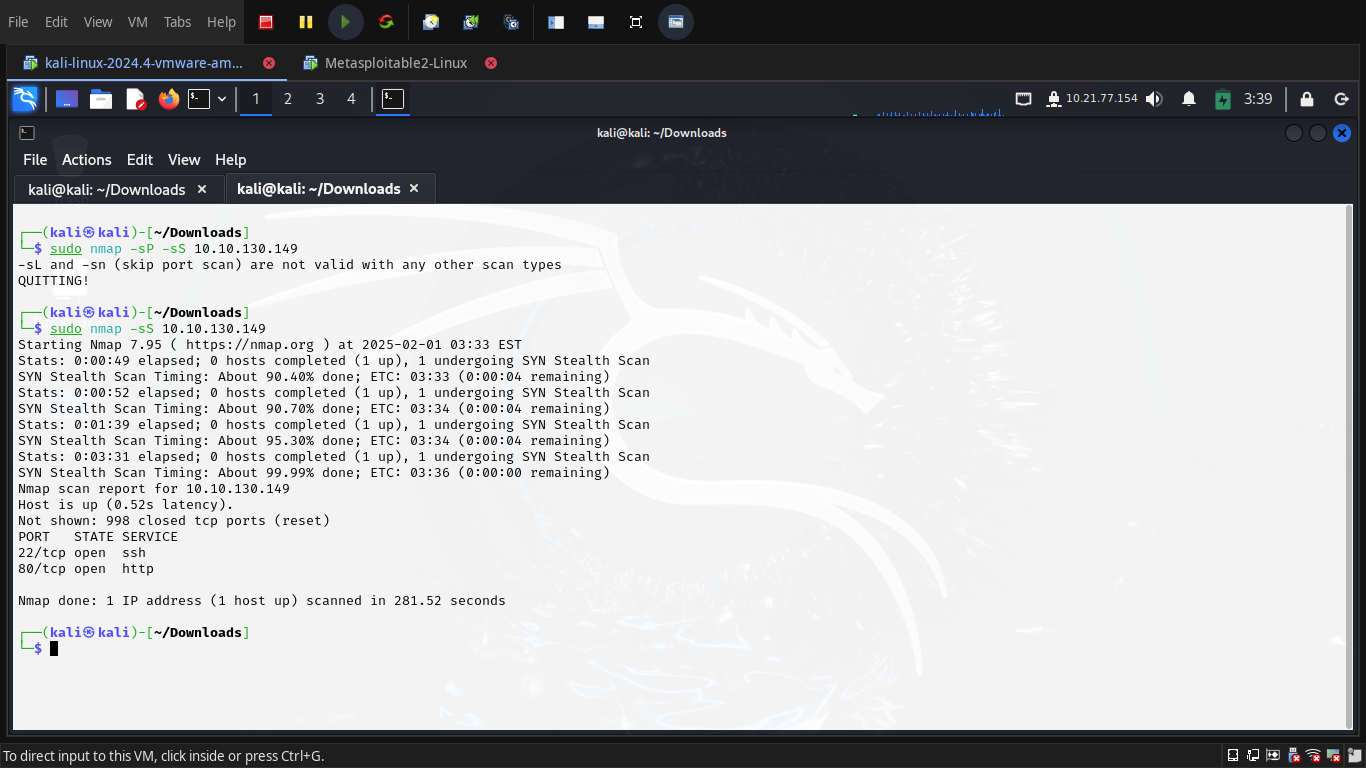 File Edit View VM Tabs Help
kali-linux-2024.4-vmware-am...
Metasploitable2-Linux
1 2 3 4
10.21.77.154
3:39
kali@kali: ~/Downloads
File Actions Edit View Help
kali@kali: ~/Downloads
kali@kali: ~/Downloads
┌──(kali㉿kali)-[~/Downloads]
└─$ sudo nmap -sP -sS 10.10.130.149
-sL and -sn (skip port scan) are not valid with any other scan types
QUITTING!
┌──(kali㉿kali)-[~/Downloads]
└─$ sudo nmap -sS 10.10.130.149
Starting Nmap 7.95 ( https://nmap.org ) at 2025-02-01 03:33 EST
Stats: 0:00:49 elapsed; 0 hosts completed (1 up), 1 undergoing SYN Stealth Scan
SYN Stealth Scan Timing: About 90.40% done; ETC: 03:33 (0:00:04 remaining)
Stats: 0:00:52 elapsed; 0 hosts completed (1 up), 1 undergoing SYN Stealth Scan
SYN Stealth Scan Timing: About 90.70% done; ETC: 03:34 (0:00:04 remaining)
Stats: 0:01:39 elapsed; 0 hosts completed (1 up), 1 undergoing SYN Stealth Scan
SYN Stealth Scan Timing: About 95.30% done; ETC: 03:34 (0:00:04 remaining)
Stats: 0:03:31 elapsed; 0 hosts completed (1 up), 1 undergoing SYN Stealth Scan
SYN Stealth Scan Timing: About 99.99% done; ETC: 03:36 (0:00:00 remaining)
Nmap scan report for 10.10.130.149
Host is up (0.52s latency).
Not shown: 998 closed tcp ports (reset)
PORT   STATE SERVICE
22/tcp open  ssh
80/tcp open  http
Nmap done: 1 IP address (1 host up) scanned in 281.52 seconds
┌──(kali㉿kali)-[~/Downloads]
└─$
To direct input to this VM, click inside or press Ctrl+G.